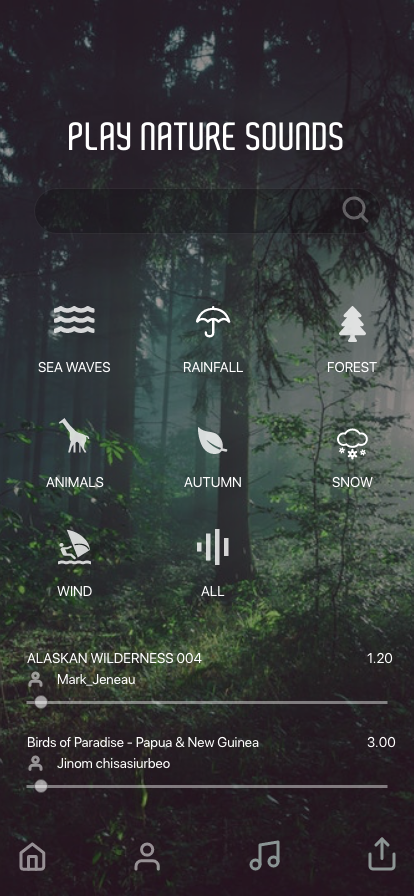 PLAY NATURE SOUNDS
SEA WAVES RAINFALL FOREST
ANIMALS AUTUMN SNOW
WIND ALL
ALASKAN WILDERNESS 004 1.20
Mark_Jeneau
Birds of Paradise - Papua & New Guinea 3.00
Jinom chisasiurbeo